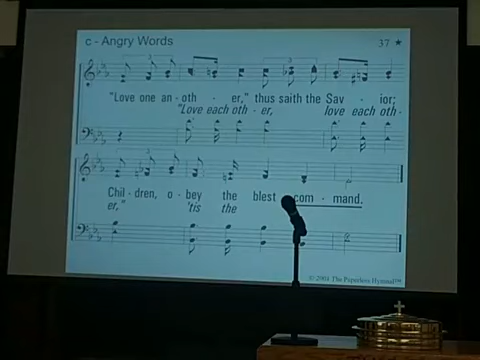 c - Angry Words
37 ★
"Love one an - oth - er," thus saith the Sav - ior;
"Love each oth - er, love each oth -
Chil - dren, o - bey the blest com - mand.
er," 'tis the
© 2004 The Paperless Hymnal™